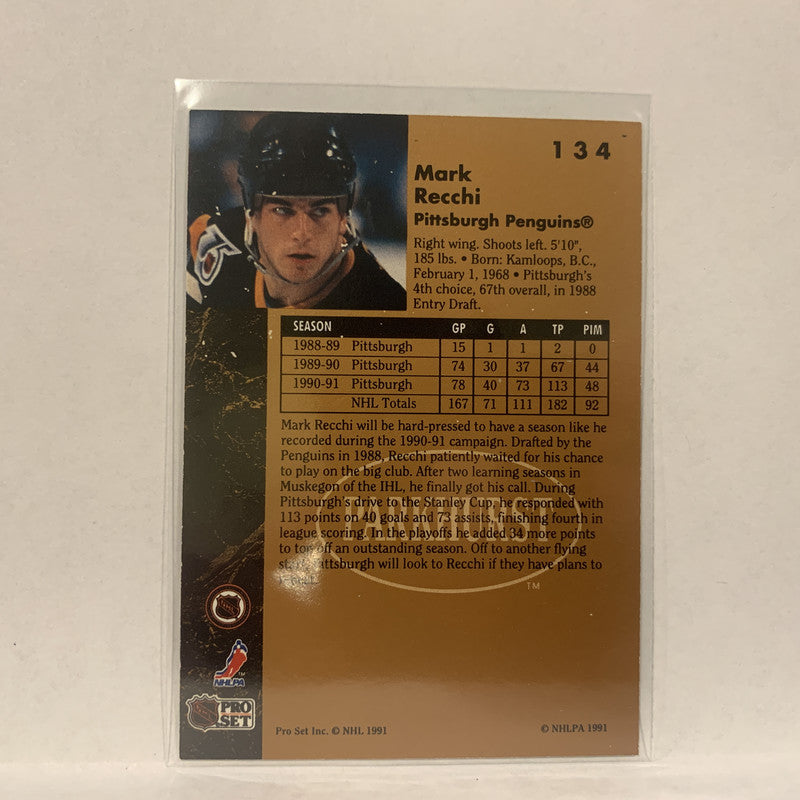 134
Mark
Recchi
Pittsburgh Penguins®
Right wing. Shoots left. 5'10",
185 lbs. • Born: Kamloops, B.C.,
February 1, 1968 • Pittsburgh's
4th choice, 67th overall, in 1988
Entry Draft.
SEASON GP G A TP PIM
1988-89 Pittsburgh 15 1 1 2 0
1989-90 Pittsburgh 74 30 37 67 44
1990-91 Pittsburgh 78 40 73 113 48
NHL Totals 167 71 111 182 92
Mark Recchi will be hard-pressed to have a season like he
recorded during the 1990-91 campaign. Drafted by the
Penguins in 1988, Recchi patiently waited for his chance
to play on the big club. After two learning seasons in
Muskegon of the IHL, he finally got his call. During
Pittsburgh's drive to the Stanley Cup, he responded with
113 points on 40 goals and 73 assists, finishing fourth in
league scoring. In the playoffs he added 34 more points
to top off an outstanding season. Off to another flying
Pittsburgh will look to Recchi if they have plans to
PARKHURST
TM
NHL
NHLPA
NHL PRO
SET
Pro Set Inc. © NHL 1991
© NHLPA 1991